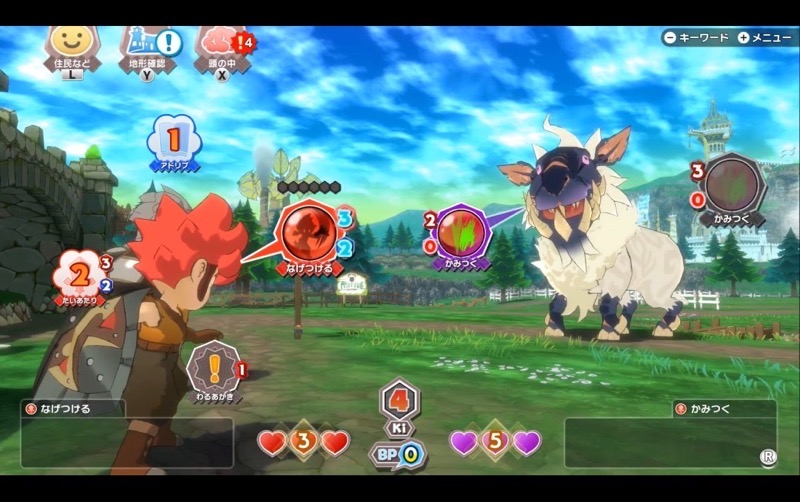 住民など
L
地形確認
!
Y
頭の中
!4
X
− キーワード + メニュー
1
アドリブ
3
2
なげつける
2
0
かみつく
3
0
かみつく
2
3
2
たいあたり
!
1
わるあがき
なげつける
4
Ki
BP 0
3
5
かみつく
R